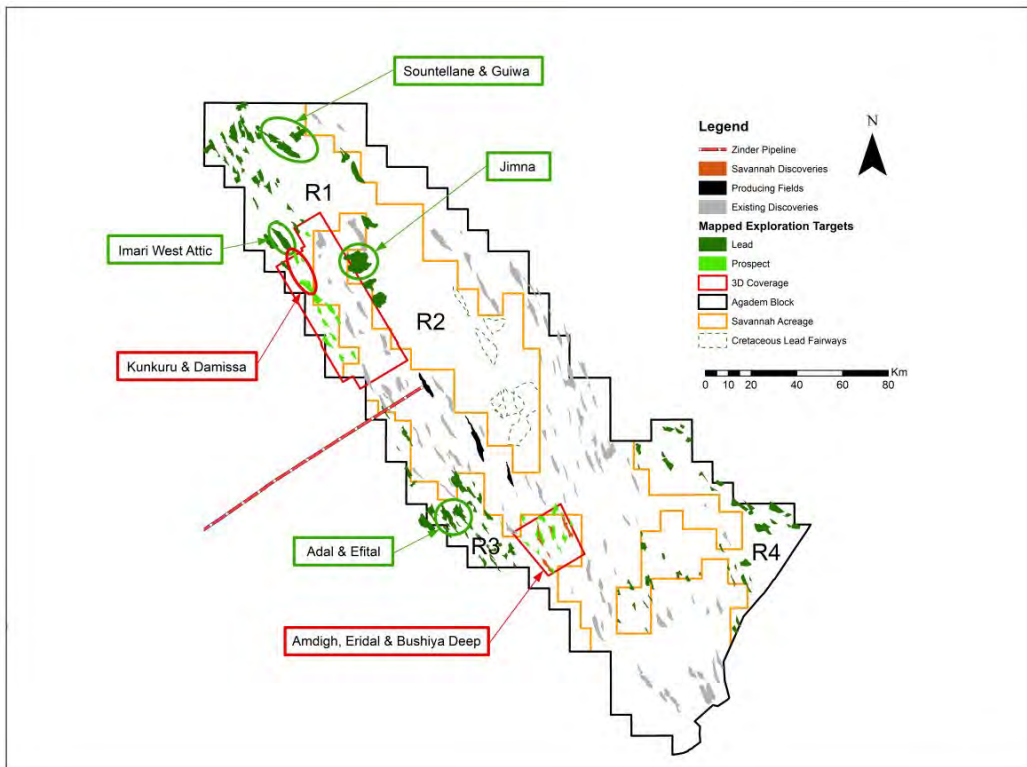 Sountellane & Guiwa
Jimna
R1
Imari West Attic
R2
Kunkuru & Damissa
Adal & Efital
R3
R4
Amdigh, Eridal & Bushiya Deep
N
Legend
Zinder Pipeline
Savannah Discoveries
Producing Fields
Existing Discoveries
Mapped Exploration Targets
Lead
Prospect
3D Coverage
Agadem Block
Savannah Acreage
Cretaceous Lead Fairways
Km
0 5 10 20 40 60 80